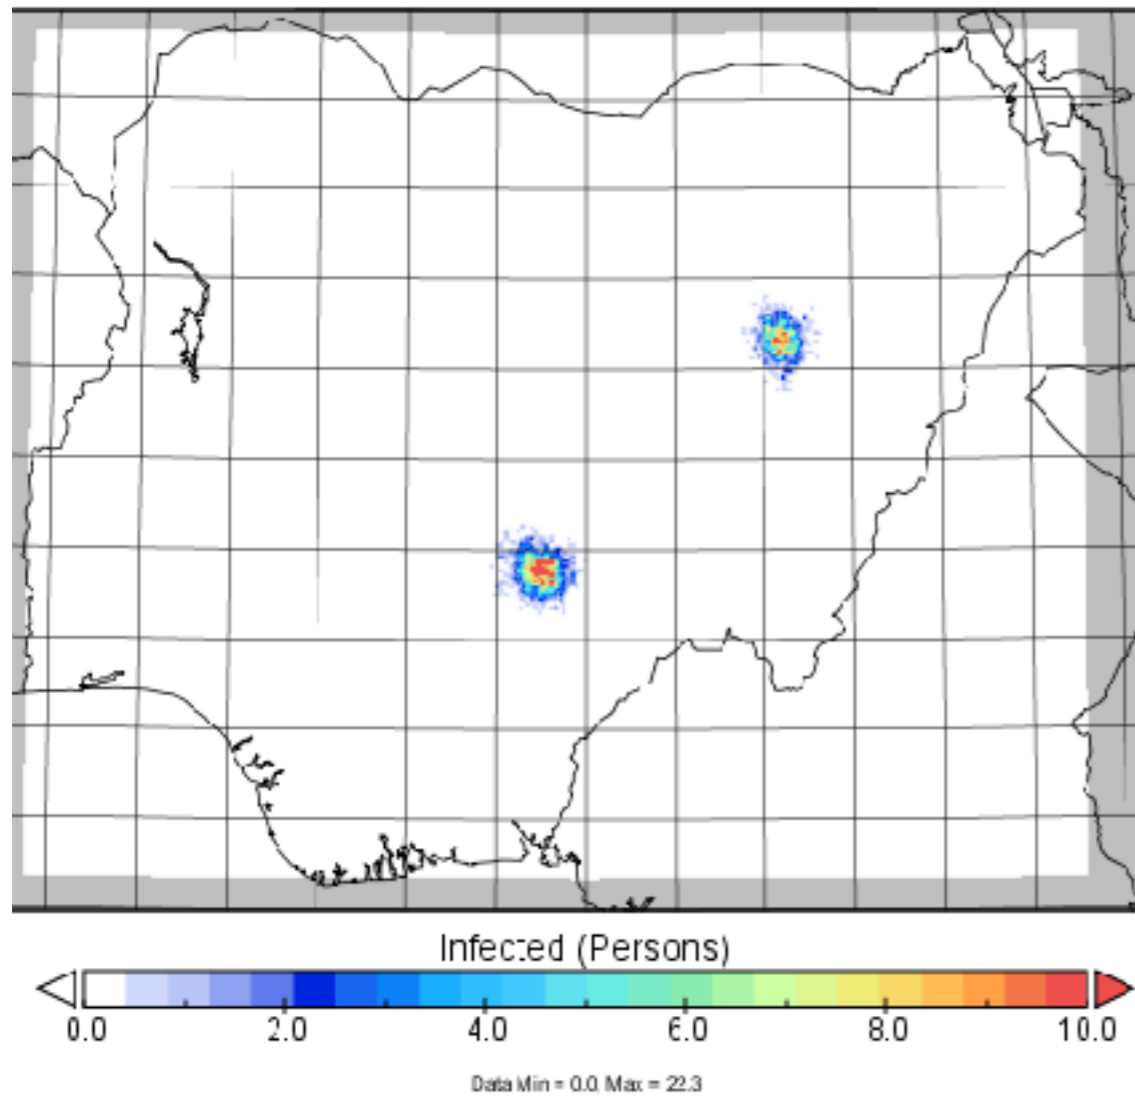 Infected (Persons)
0.0 2.0 4.0 6.0 8.0 10.0
Data Min = 0.0, Max = 22.3